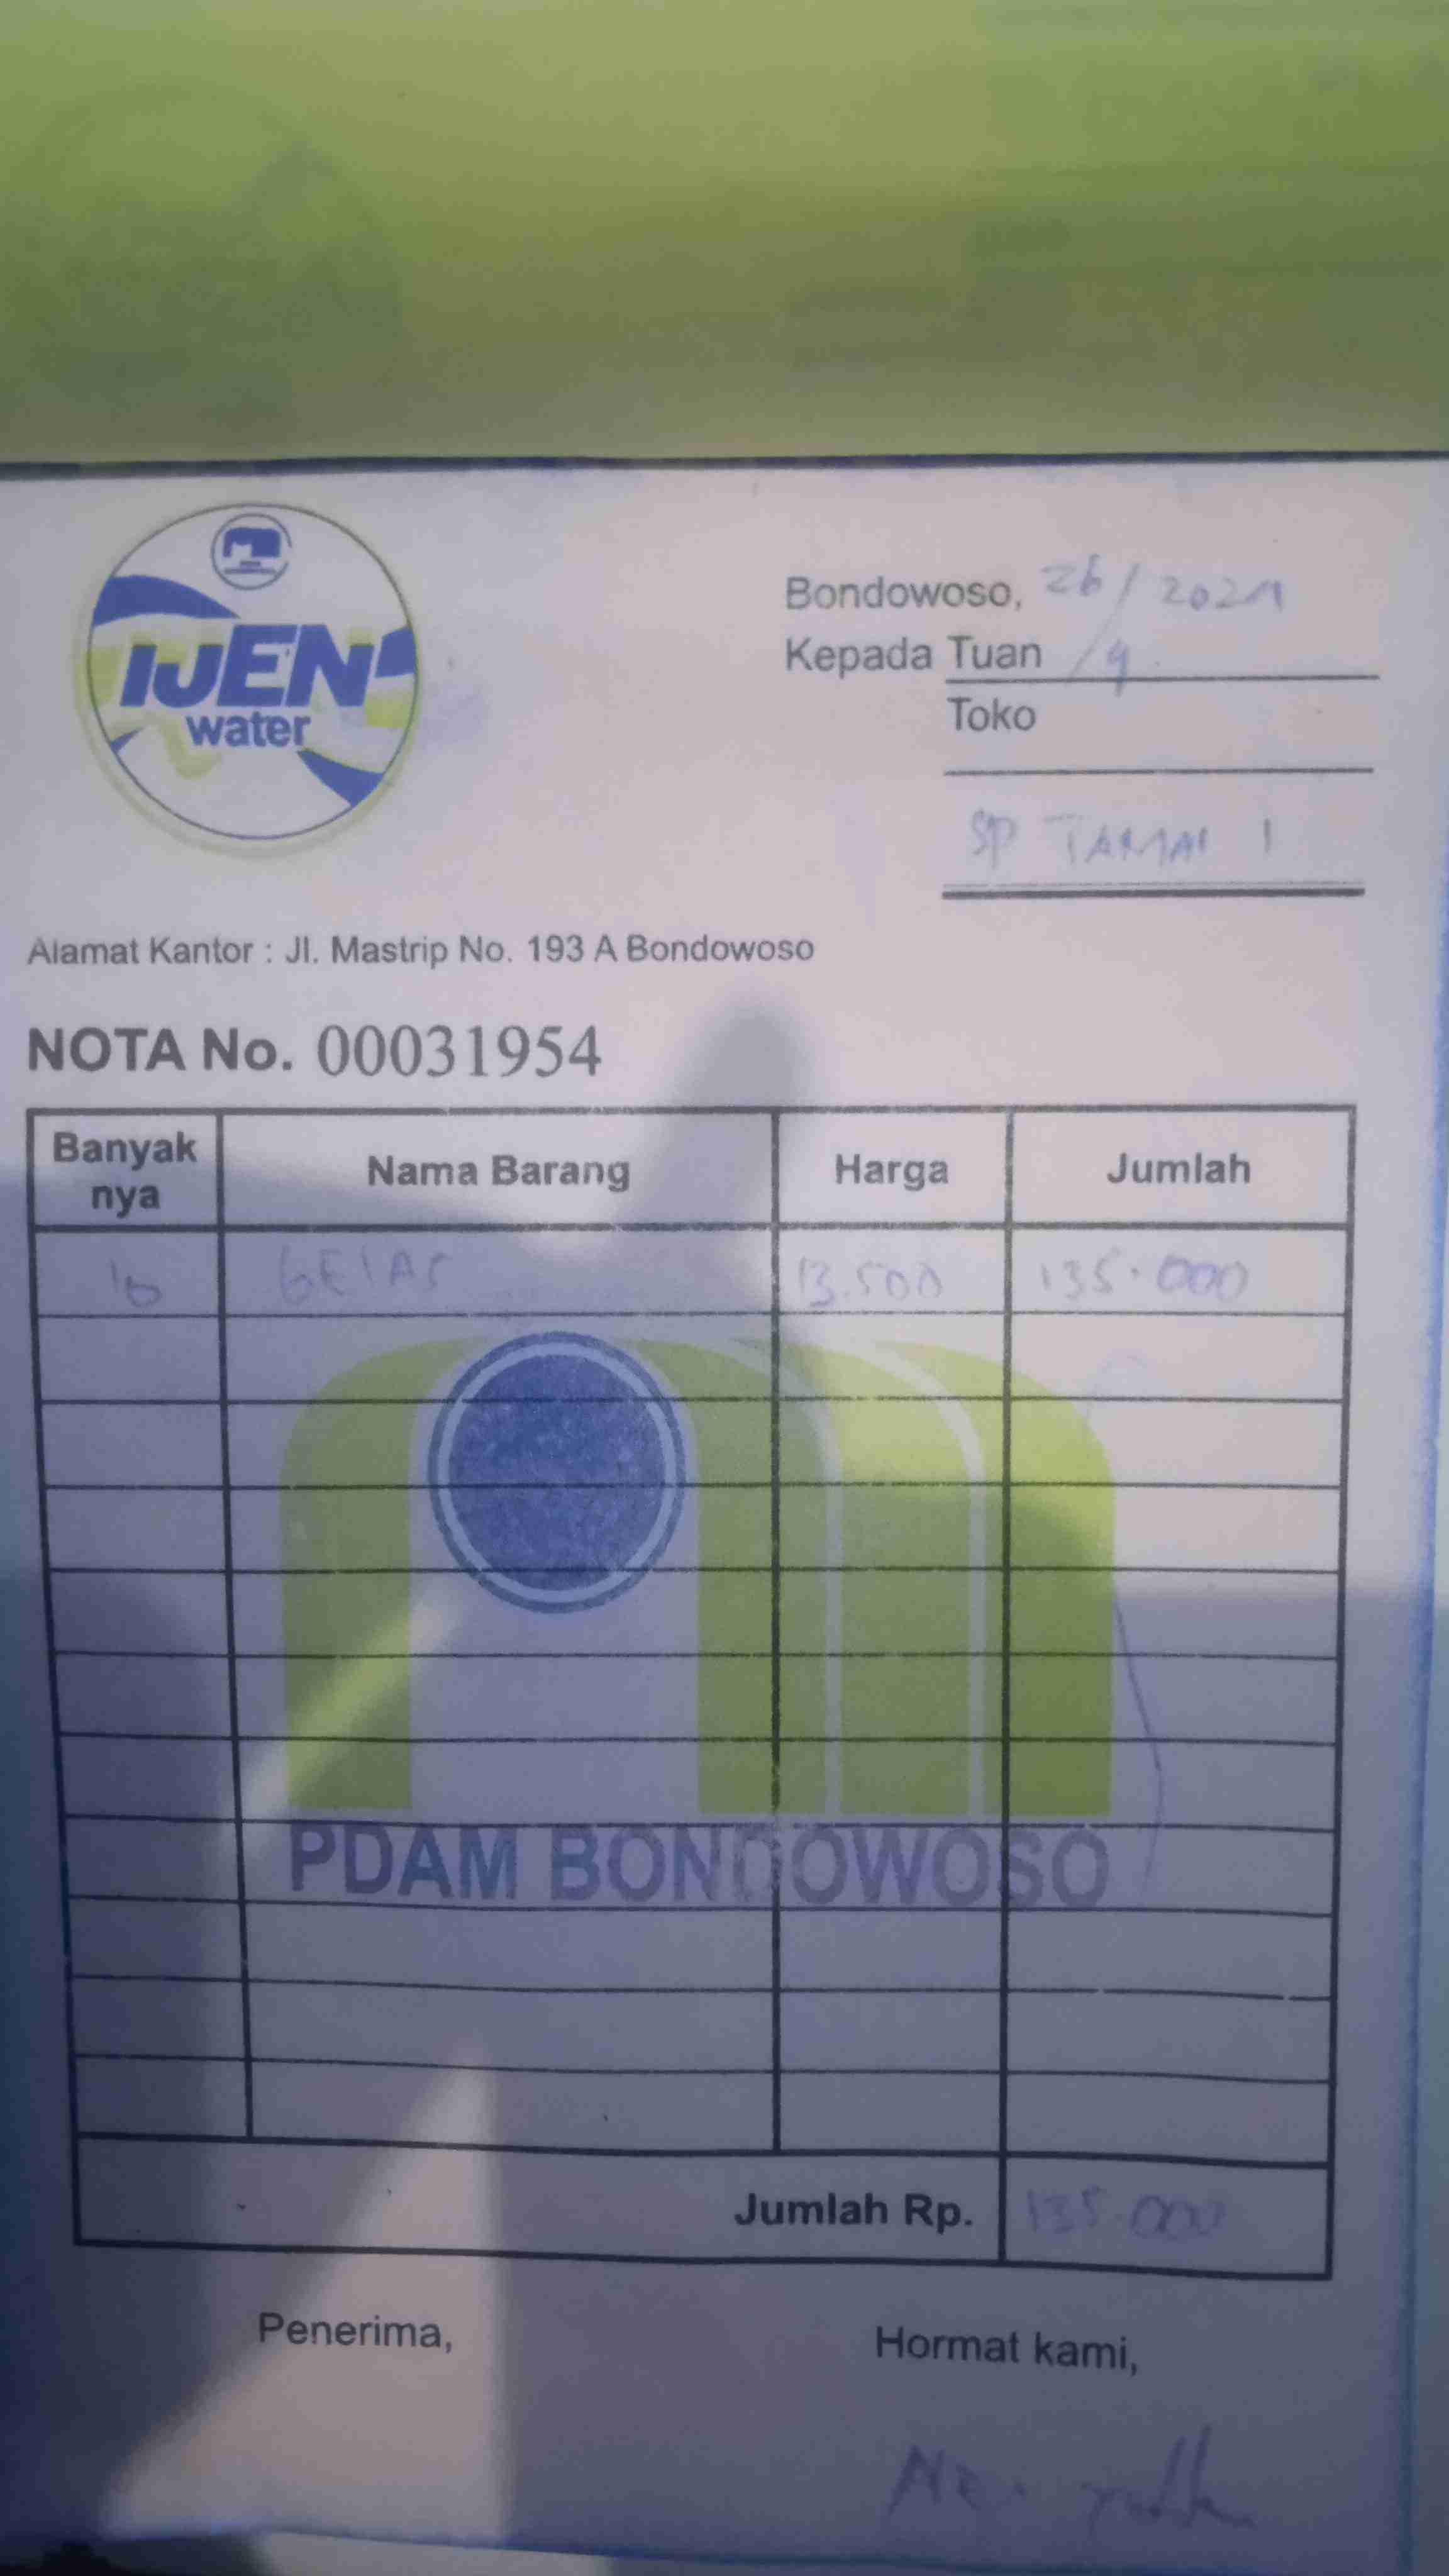 IJEN
water
Bondowoso, 26/9 2021
Kepada Tuan
Toko
SP TAMAN 1
Alamat Kantor : Jl. Mastrip No. 193 A Bondowoso
NOTA No. 00031954
Banyak nya Nama Barang Harga Jumlah
10 GELAS 13.500 135.000
PDAM BONDOWOSO
Jumlah Rp. 135.000
Penerima, Hormat kami,